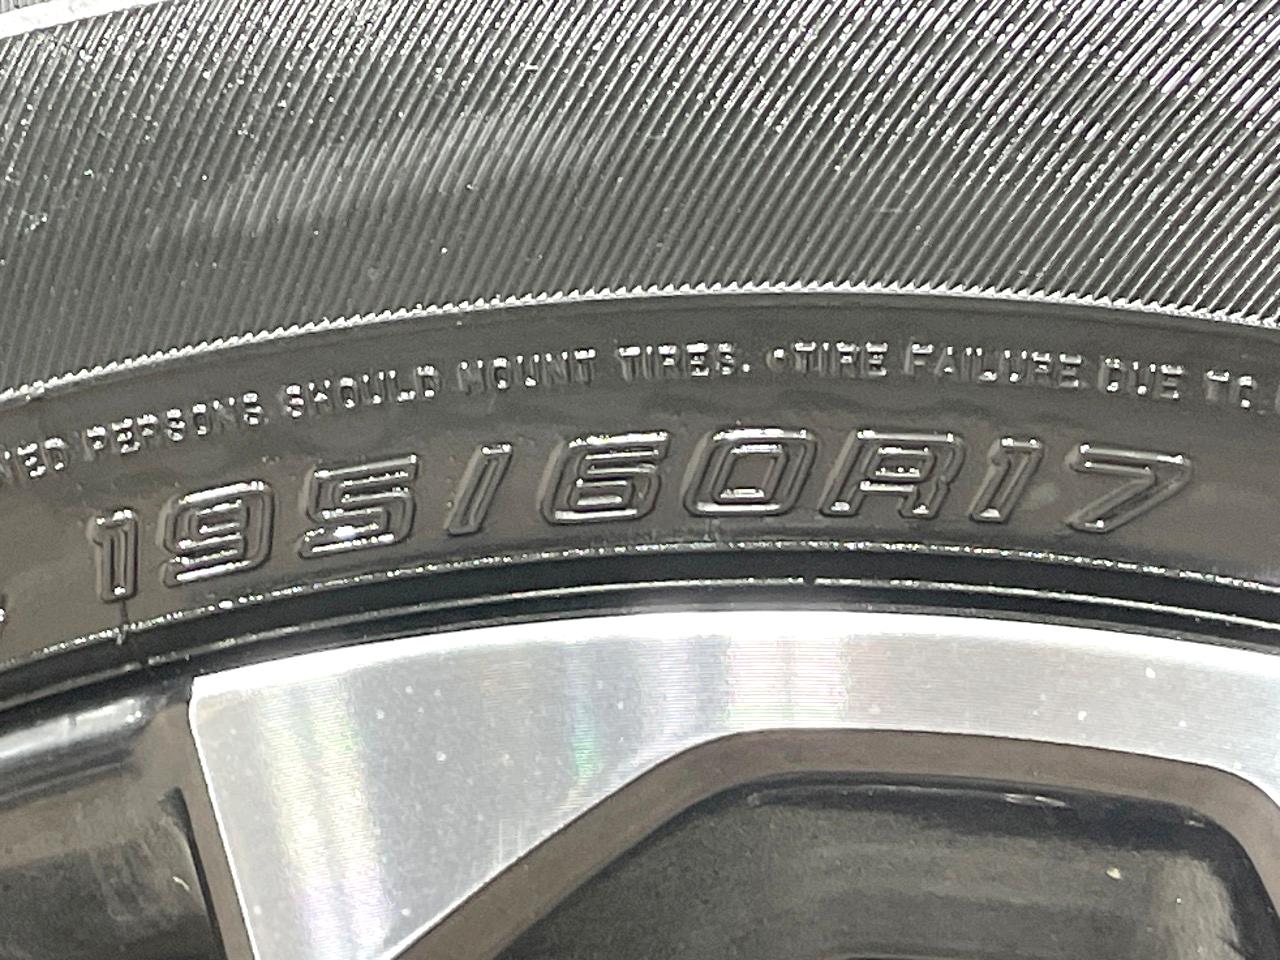 PERSONS SHOULD MOUNT TIRES. •TIRE FAILURE DUE TO
195/60R17